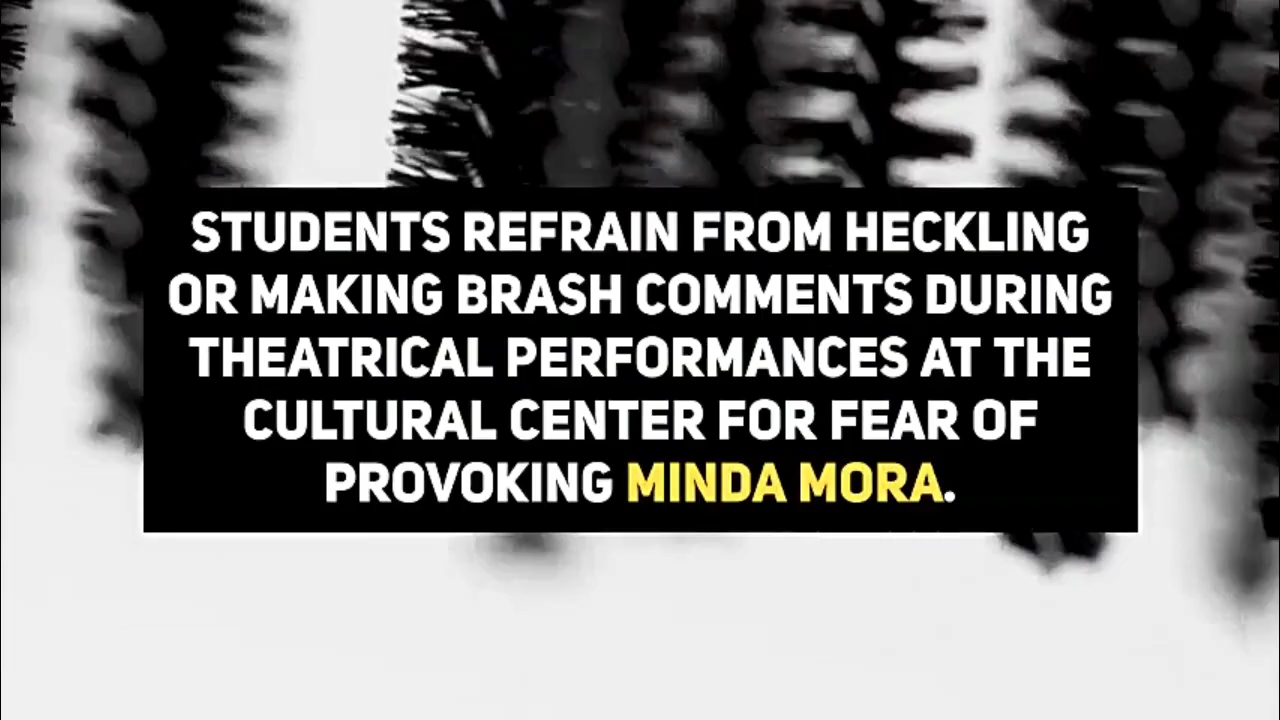 STUDENTS REFRAIN FROM HECKLING
OR MAKING BRASH COMMENTS DURING
THEATRICAL PERFORMANCES AT THE
CULTURAL CENTER FOR FEAR OF
PROVOKING MINDA MORA.